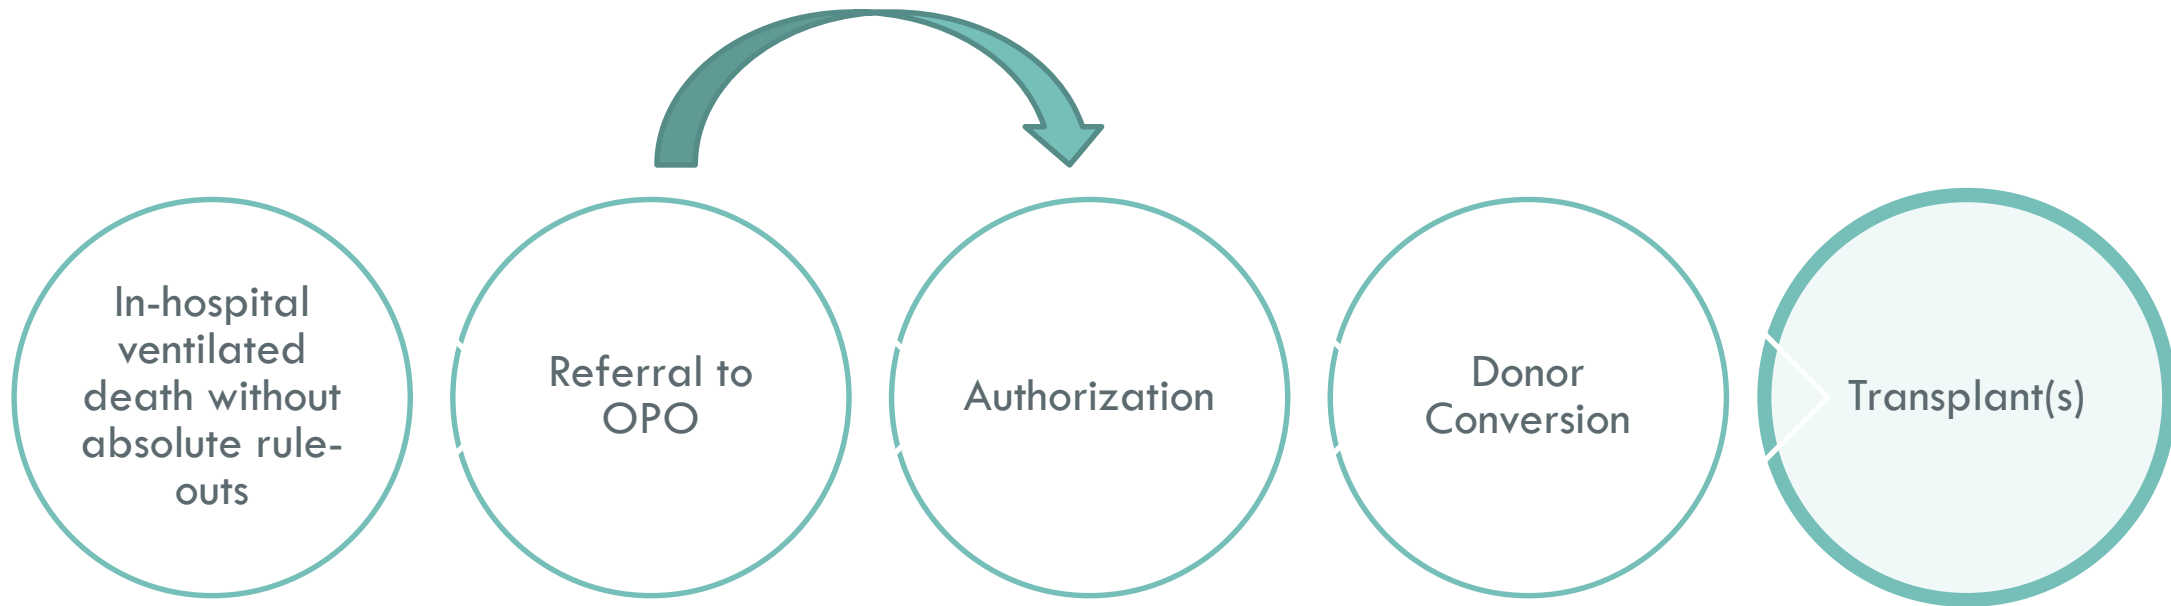 In-hospital
ventilated
death without
absolute rule-
outs
Referral to
OPO
Authorization
Donor
Conversion
Transplant(s)